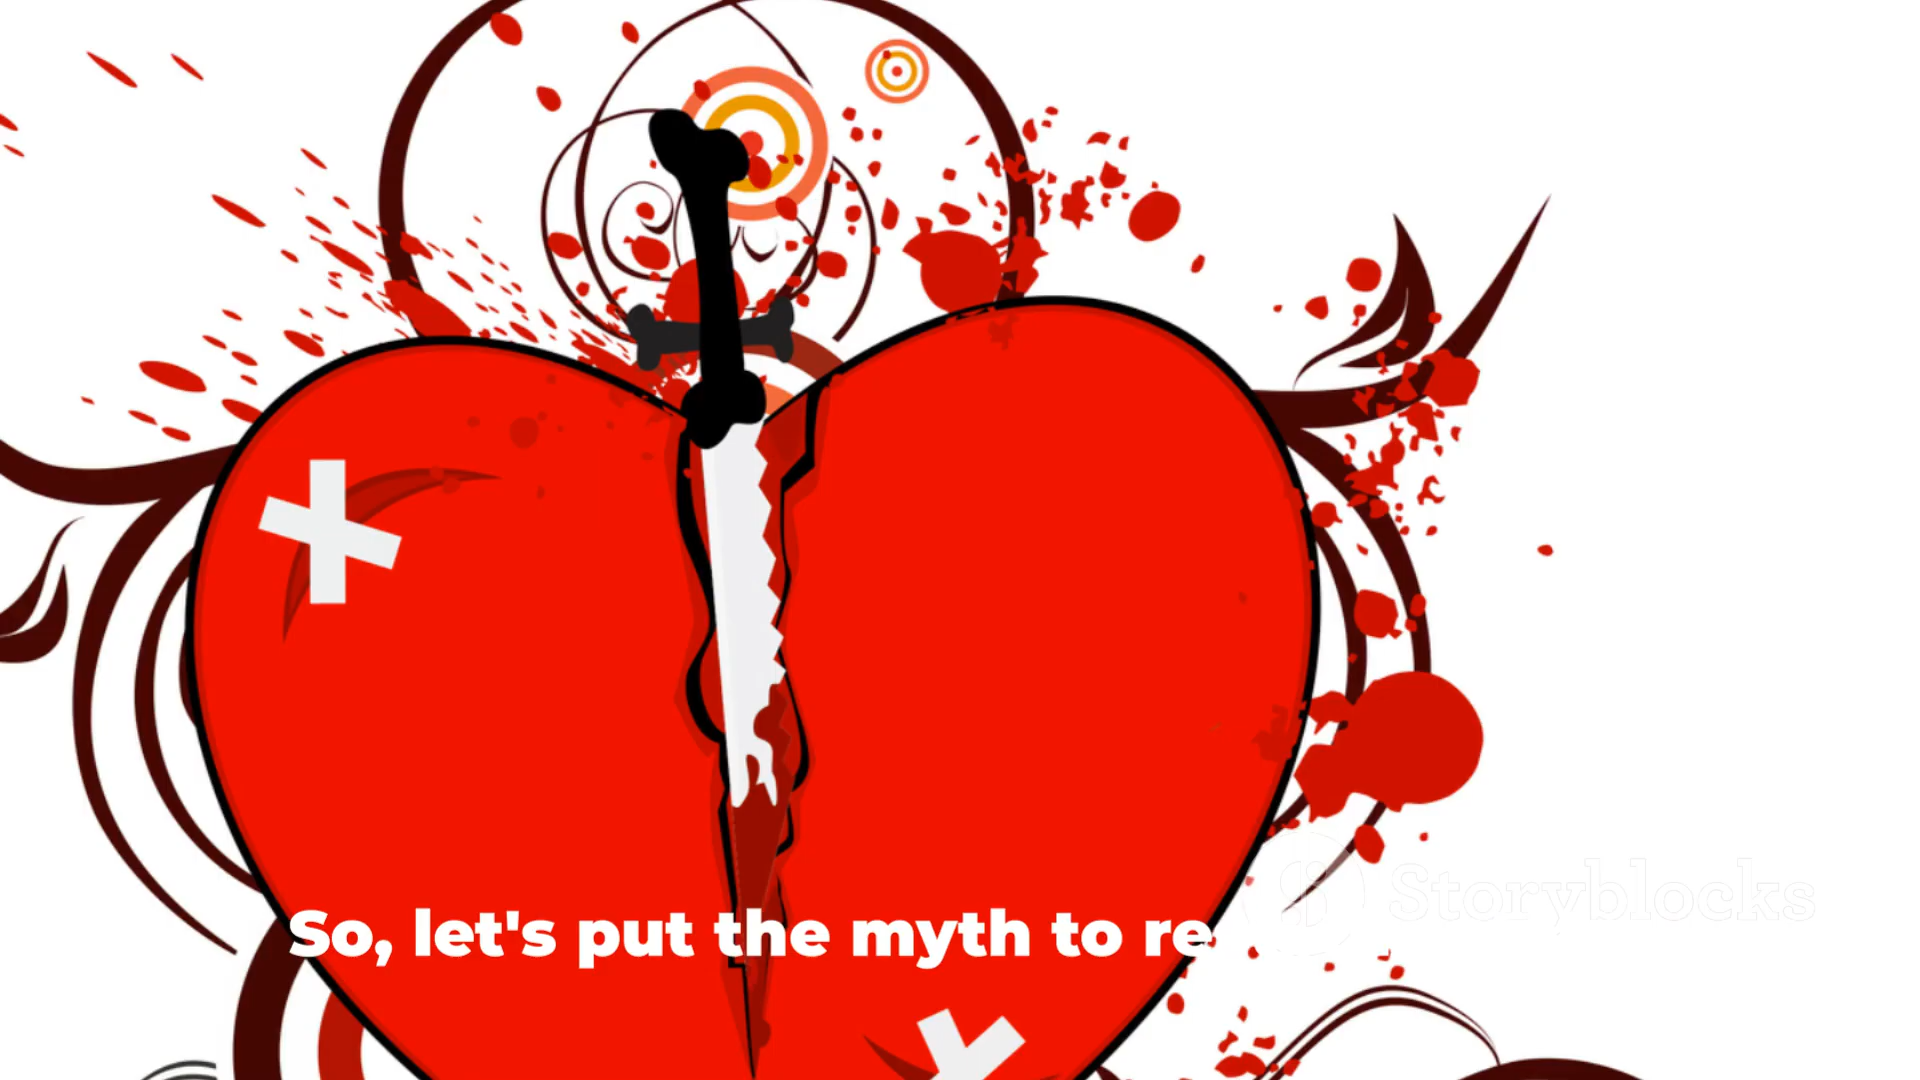 Storyblocks
So, let's put the myth to re